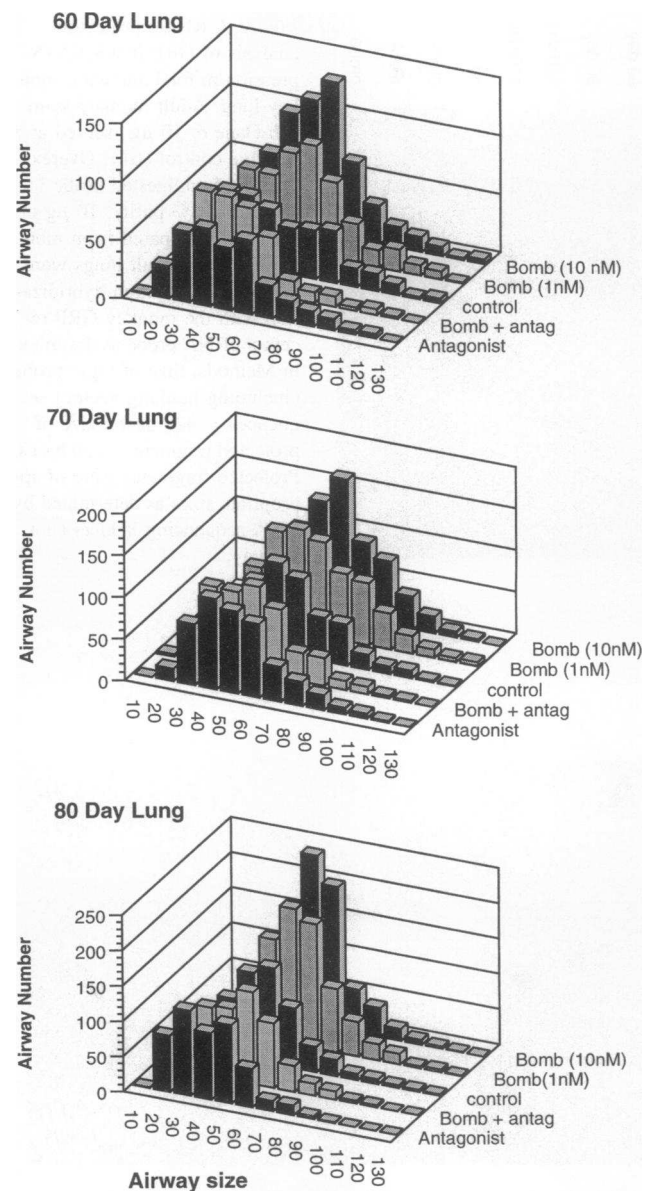 60 Day Lung
Airway Number
150
100
50
0
10
20
30
40
50
60
70
80
90
100
110
120
130
Bomb (10 nM)
Bomb (1nM)
control
Bomb + antag
Antagonist
70 Day Lung
Airway Number
200
150
100
50
0
10
20
30
40
50
60
70
80
90
100
110
120
130
Bomb (10nM)
Bomb (1nM)
control
Bomb + antag
Antagonist
80 Day Lung
Airway Number
250
200
150
100
50
0
10
20
30
40
50
60
70
80
90
100
110
120
130
Bomb (10nM)
Bomb(1nM)
control
Bomb + antag
Antagonist
Airway size